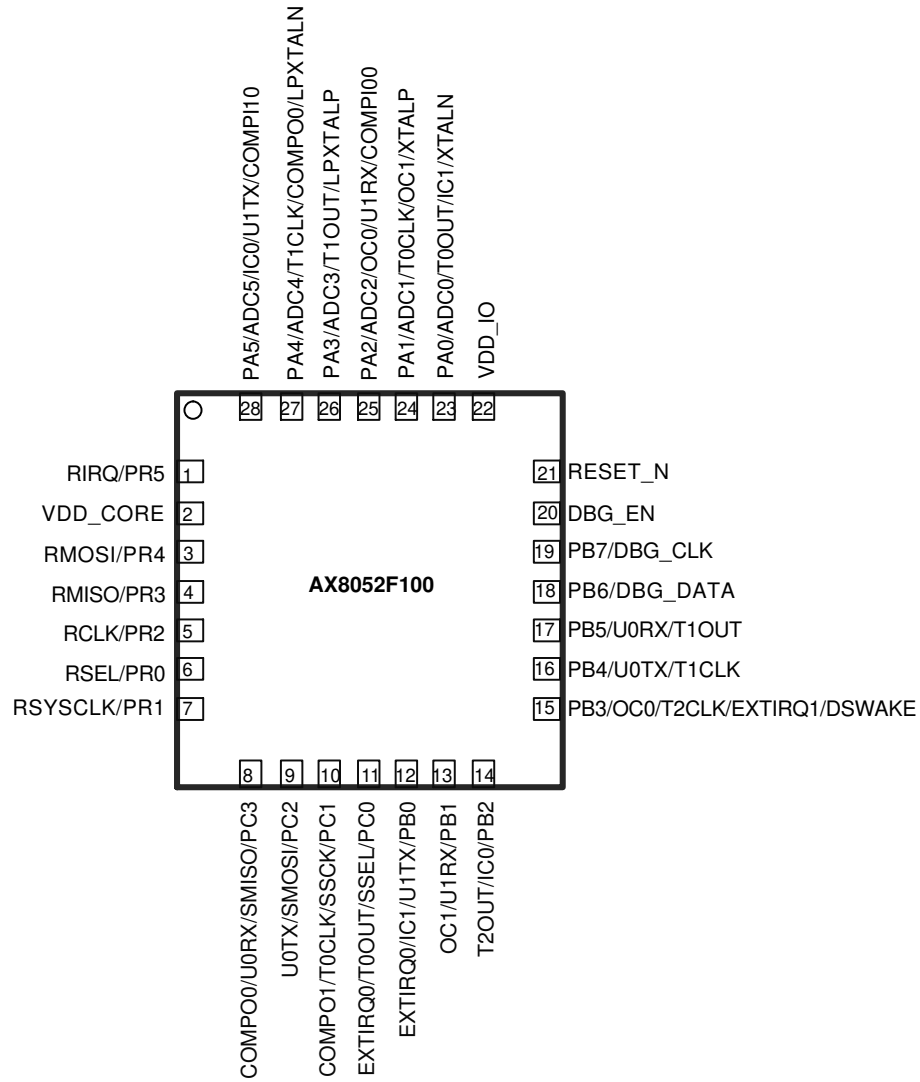 PA5/ADC5/IC0/U1TX/COMPI10
PA4/ADC4/T1CLK/COMPO0/LPXTALN
PA3/ADC3/T1OUT/LPXTALP
PA2/ADC2/OC0/U1RX/COMPI00
PA1/ADC1/T0CLK/OC1/XTALP
PA0/ADC0/T0OUT/IC1/XTALN
VDD_IO
28
27
26
25
24
23
22
RIRQ/PR5
1
VDD_CORE
2
RMOSI/PR4
3
RMISO/PR3
4
RCLK/PR2
5
RSEL/PR0
6
RSYSCLK/PR1
7
AX8052F100
21
RESET_N
20
DBG_EN
19
PB7/DBG_CLK
18
PB6/DBG_DATA
17
PB5/U0RX/T1OUT
16
PB4/U0TX/T1CLK
15
PB3/OC0/T2CLK/EXTIRQ1/DSWAKE
8
9
10
11
12
13
14
COMPO0/U0RX/SMISO/PC3
U0TX/SMOSI/PC2
COMPO1/T0CLK/SSCK/PC1
EXTIRQ0/T0OUT/SSEL/PC0
EXTIRQ0/IC1/U1TX/PB0
OC1/U1RX/PB1
T2OUT/IC0/PB2